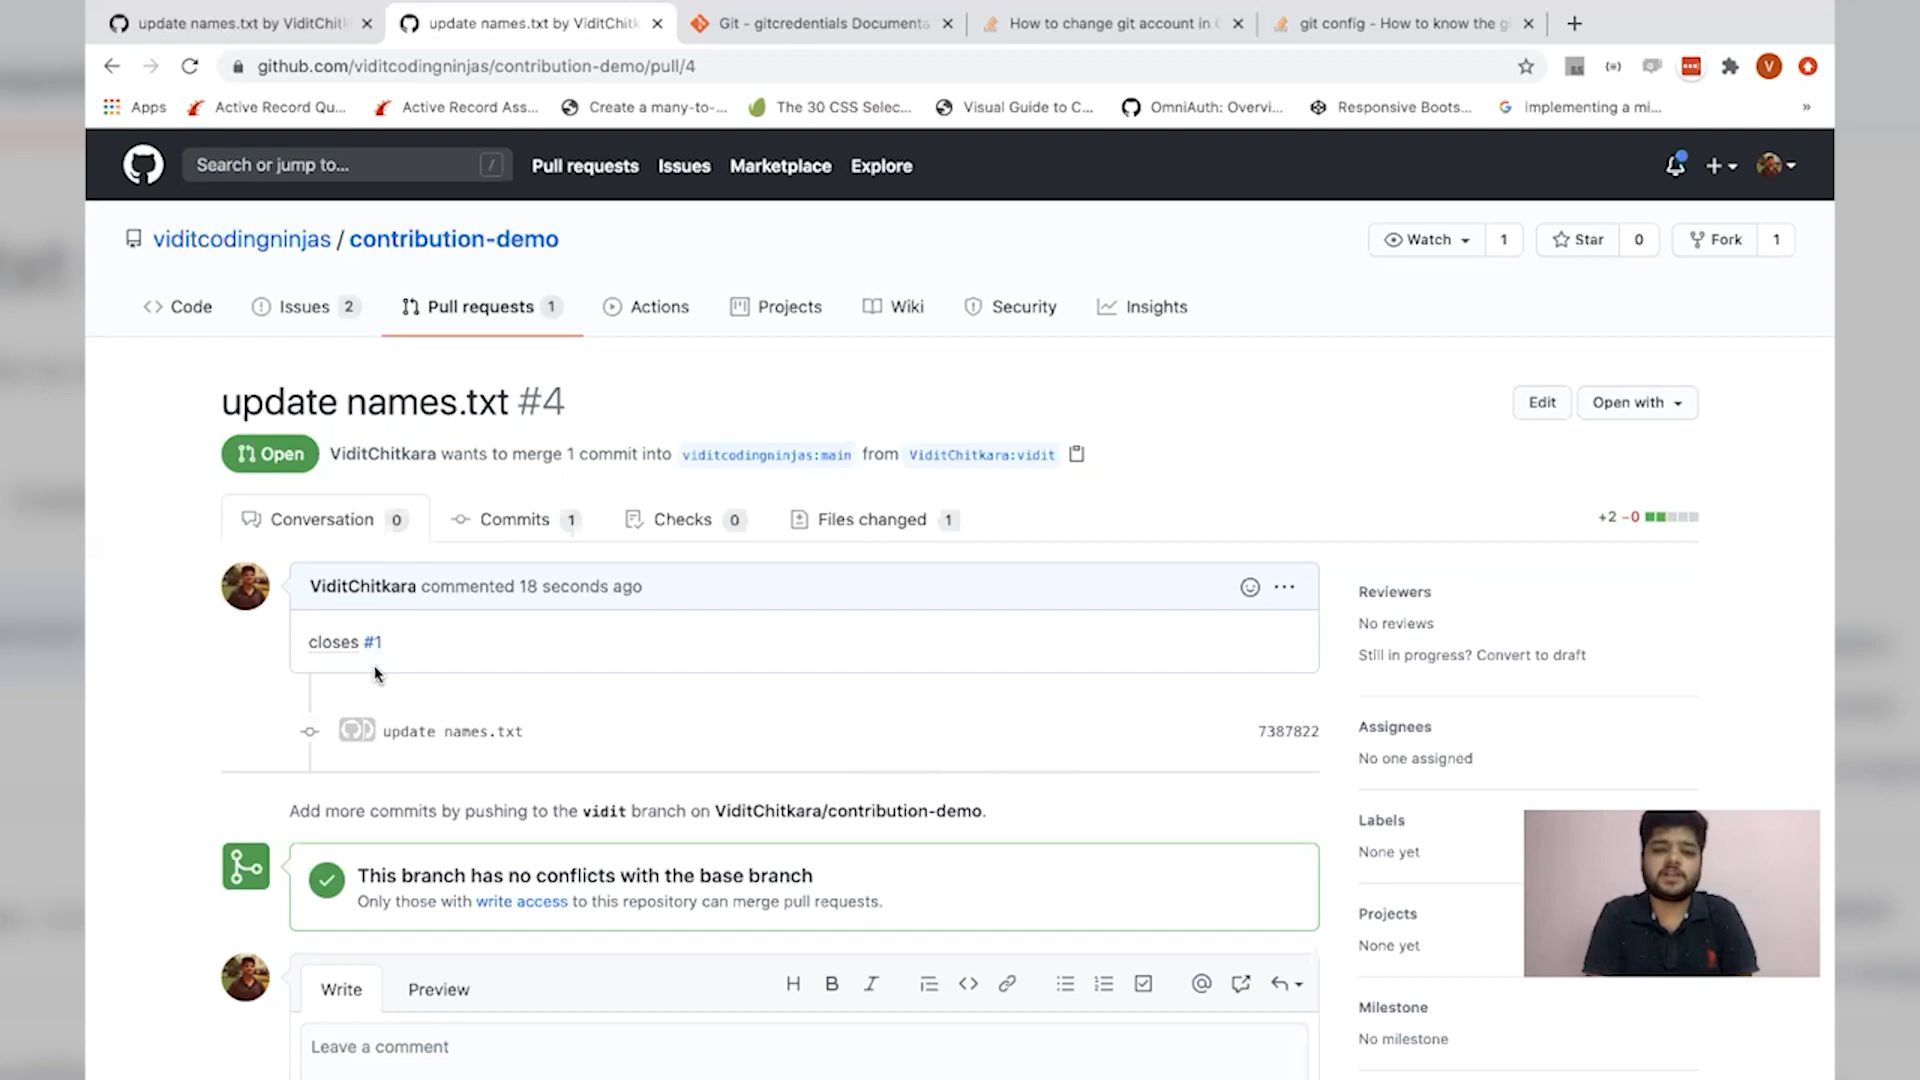 update names.txt by ViditChitk
update names.txt by ViditChitk
Git - gitcredentials Documenta
How to change git account in
git config - How to know the g
github.com/viditcodingninjas/contribution-demo/pull/4
V
Apps
Active Record Qu...
Active Record Ass...
Create a many-to-...
The 30 CSS Selec...
Visual Guide to C...
OmniAuth: Overvi...
Responsive Boots...
Implementing a mi...
»
Search or jump to...
/
Pull requests
Issues
Marketplace
Explore
viditcodingninjas / contribution-demo
Watch 1
Star 0
Fork 1
Code
Issues 2
Pull requests 1
Actions
Projects
Wiki
Security
Insights
update names.txt #4
Edit
Open with
Open
ViditChitkara wants to merge 1 commit into viditcodingninjas:main from ViditChitkara:vidit
Conversation 0
Commits 1
Checks 0
Files changed 1
+2 −0
ViditChitkara commented 18 seconds ago
closes #1
update names.txt
7387822
Add more commits by pushing to the vidit branch on ViditChitkara/contribution-demo.
This branch has no conflicts with the base branch
Only those with write access to this repository can merge pull requests.
Write
Preview
H B I
Leave a comment
Reviewers
No reviews
Still in progress? Convert to draft
Assignees
No one assigned
Labels
None yet
Projects
None yet
Milestone
No milestone